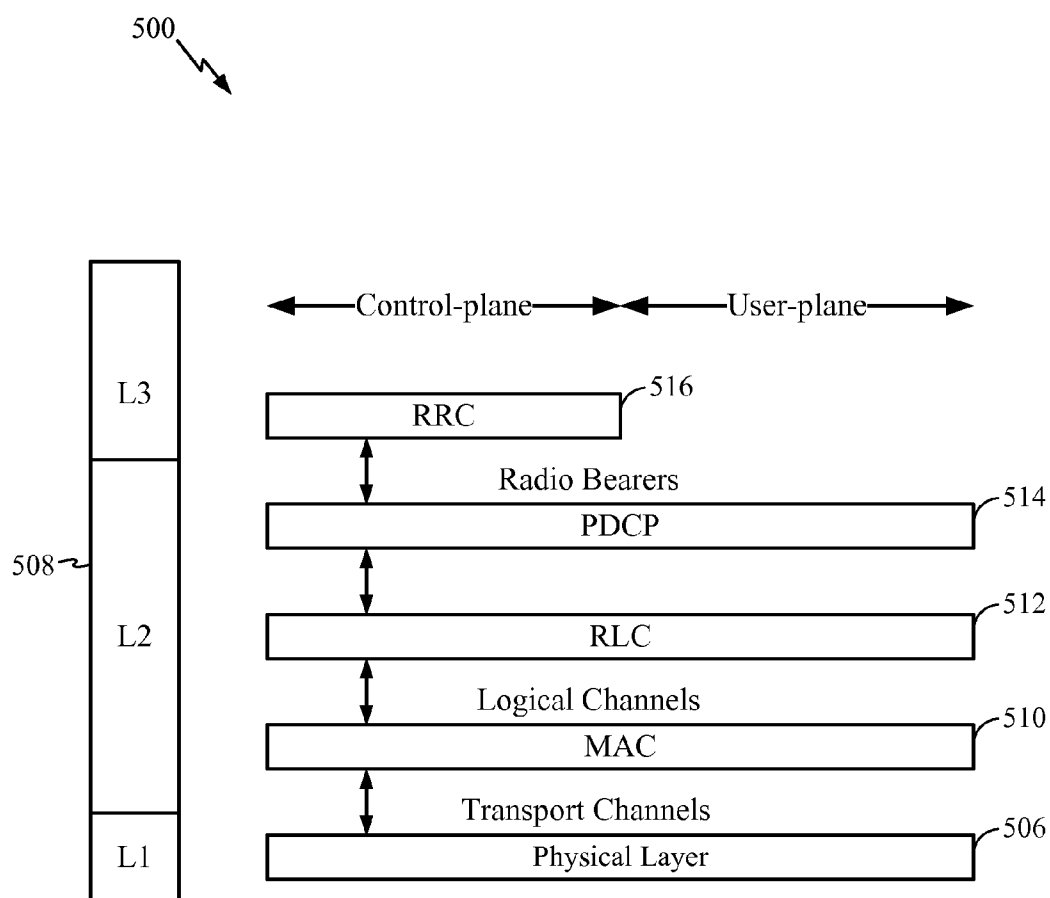 500
Control-plane
User-plane
L3
516
RRC
Radio Bearers
514
PDCP
508
512
L2
RLC
Logical Channels
510
MAC
Transport Channels
506
L1
Physical Layer